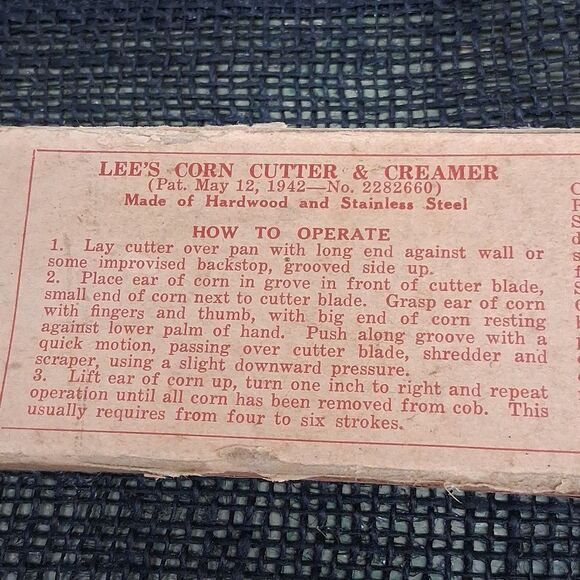 LEE'S CORN CUTTER & CREAMER
(Pat. May 12, 1942—No. 2282660)
Made of Hardwood and Stainless Steel
HOW TO OPERATE
1. Lay cutter over pan with long end against wall or
some improvised backstop, grooved side up.
2. Place ear of corn in grove in front of cutter blade,
small end of corn next to cutter blade. Grasp ear of corn
with fingers and thumb, with big end of corn resting
against lower palm of hand. Push along groove with a
quick motion, passing over cutter blade, shredder and
scraper, using a slight downward pressure.
3. Lift ear of corn up, turn one inch to right and repeat
operation until all corn has been removed from cob. This
usually requires from four to six strokes.